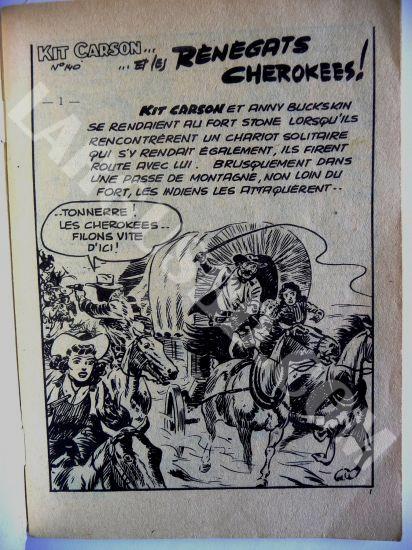 KIT CARSON...
N°140
...ET LES
RÉNÉGATS
CHEROKEES!
— 1 —
KIT CARSON ET ANNY BUCKSKIN
SE RENDAIENT AU FORT STONE LORSQU'ILS
RENCONTRÈRENT UN CHARIOT SOLITAIRE
QUI S'Y RENDAIT ÉGALEMENT, ILS FIRENT
ROUTE AVEC LUI. BRUSQUEMENT DANS
UNE PASSE DE MONTAGNE, NON LOIN DU
FORT, LES INDIENS LES ATTAQUÈRENT..
..TONNERRE!
LES CHEROKEES..
FILONS VITE
D'ICI!